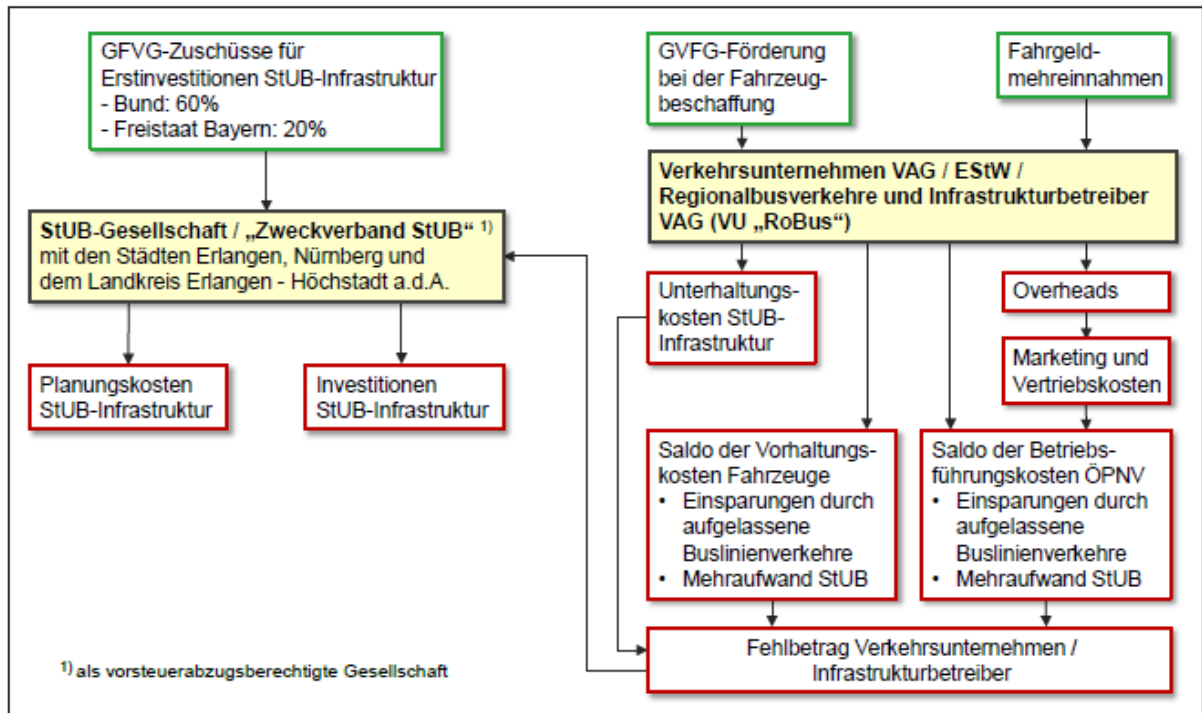 GFVG-Zuschüsse für
Erstinvestitionen StUB-Infrastruktur
- Bund: 60%
- Freistaat Bayern: 20%
GVFG-Förderung
bei der Fahrzeug-
beschaffung
Fahrgeld-
mehreinnahmen
StUB-Gesellschaft / „Zweckverband StUB“ 1)
mit den Städten Erlangen, Nürnberg und
dem Landkreis Erlangen - Höchstadt a.d.A.
Verkehrsunternehmen VAG / EStW /
Regionalbusverkehre und Infrastrukturbetreiber
VAG (VU „RoBus“)
Planungskosten
StUB-Infrastruktur
Investitionen
StUB-Infrastruktur
Unterhaltungs-
kosten StUB-
Infrastruktur
Overheads
Marketing und
Vertriebskosten
Saldo der Vorhaltungs-
kosten Fahrzeuge
• Einsparungen durch
aufgelassene
Buslinienverkehre
• Mehraufwand StUB
Saldo der Betriebs-
führungskosten ÖPNV
• Einsparungen durch
aufgelassene
Buslinienverkehre
• Mehraufwand StUB
Fehlbetrag Verkehrsunternehmen /
Infrastrukturbetreiber
1) als vorsteuerabzugsberechtigte Gesellschaft